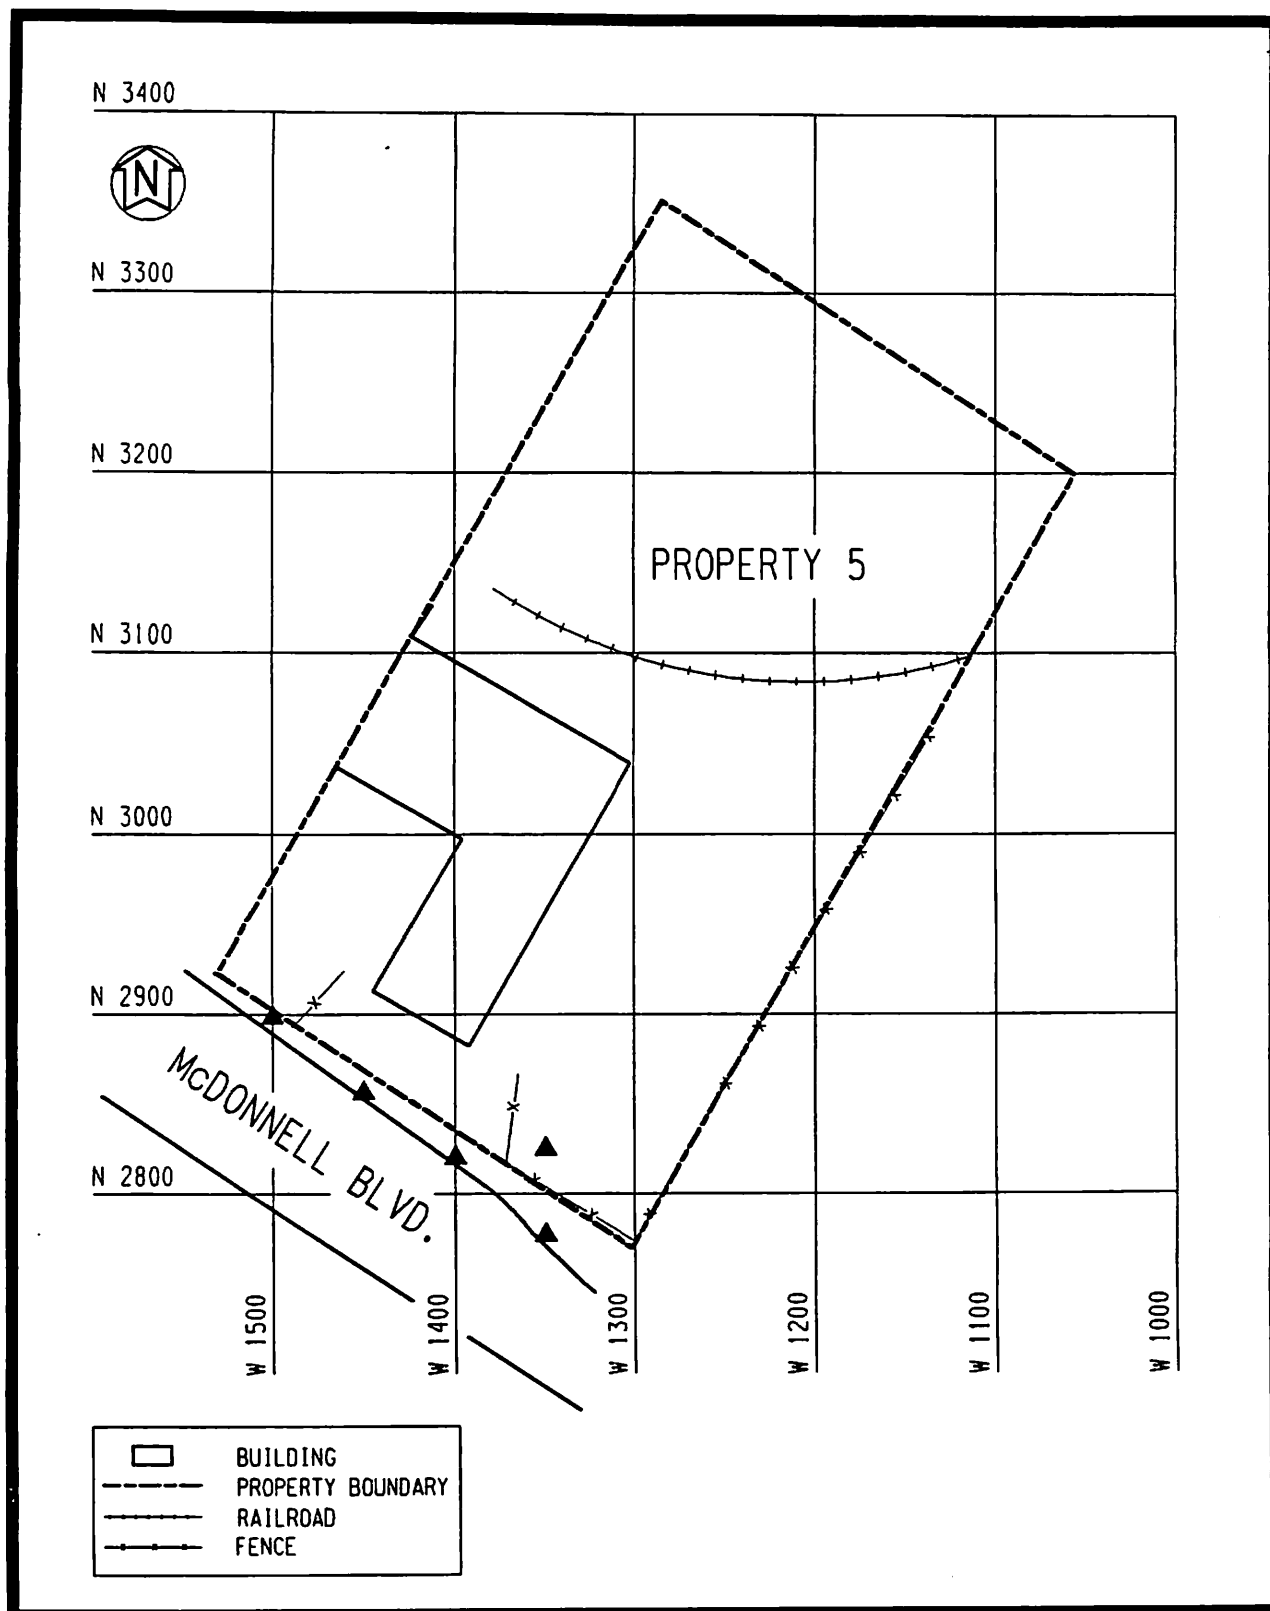 N 3400
N
N 3300
N 3200
PROPERTY 5
N 3100
N 3000
N 2900
McDONNELL BLVD.
N 2800
W 1500
W 1400
W 1300
W 1200
W 1100
W 1000
BUILDING
PROPERTY BOUNDARY
RAILROAD
FENCE